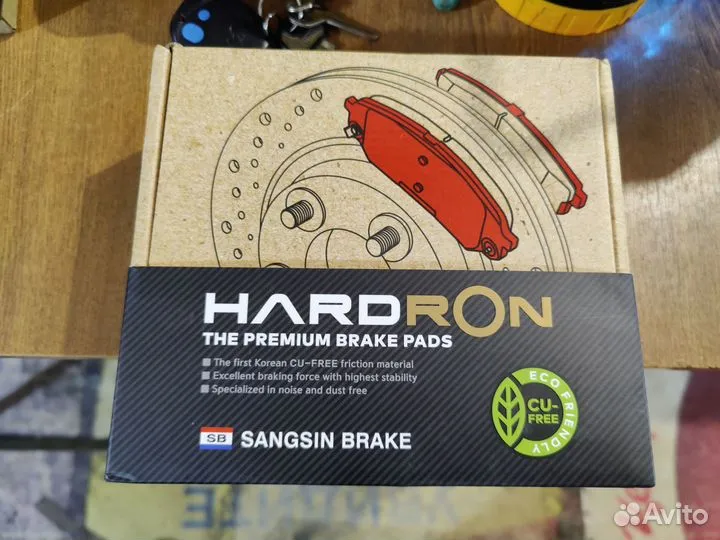 HARDRON
THE PREMIUM BRAKE PADS
The first Korean CU-FREE friction material
Excellent braking force with highest stability
Specialized in noise and dust free
SB SANGSIN BRAKE
ECO FRIENDLY
CU-
FREE
Avito